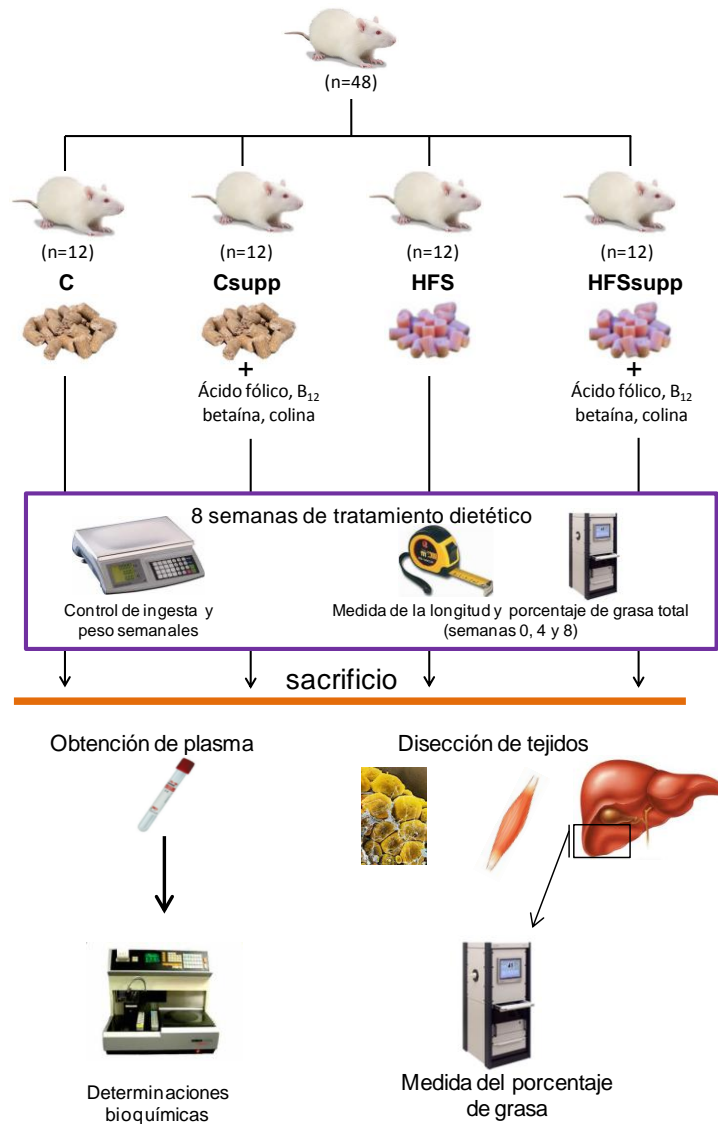 (n=48)
(n=12)
(n=12)
(n=12)
(n=12)
C
Csupp
HFS
HFSsupp
+
Ácido fólico, B12
betaína, colina
+
Ácido fólico, B12
betaína, colina
8 semanas de tratamiento dietético
Control de ingesta y
peso semanales
Medida de la longitud y porcentaje de grasa total
(semanas 0, 4 y 8)
sacrificio
Obtención de plasma
Disección de tejidos
Determinaciones
bioquímicas
Medida del porcentaje
de grasa